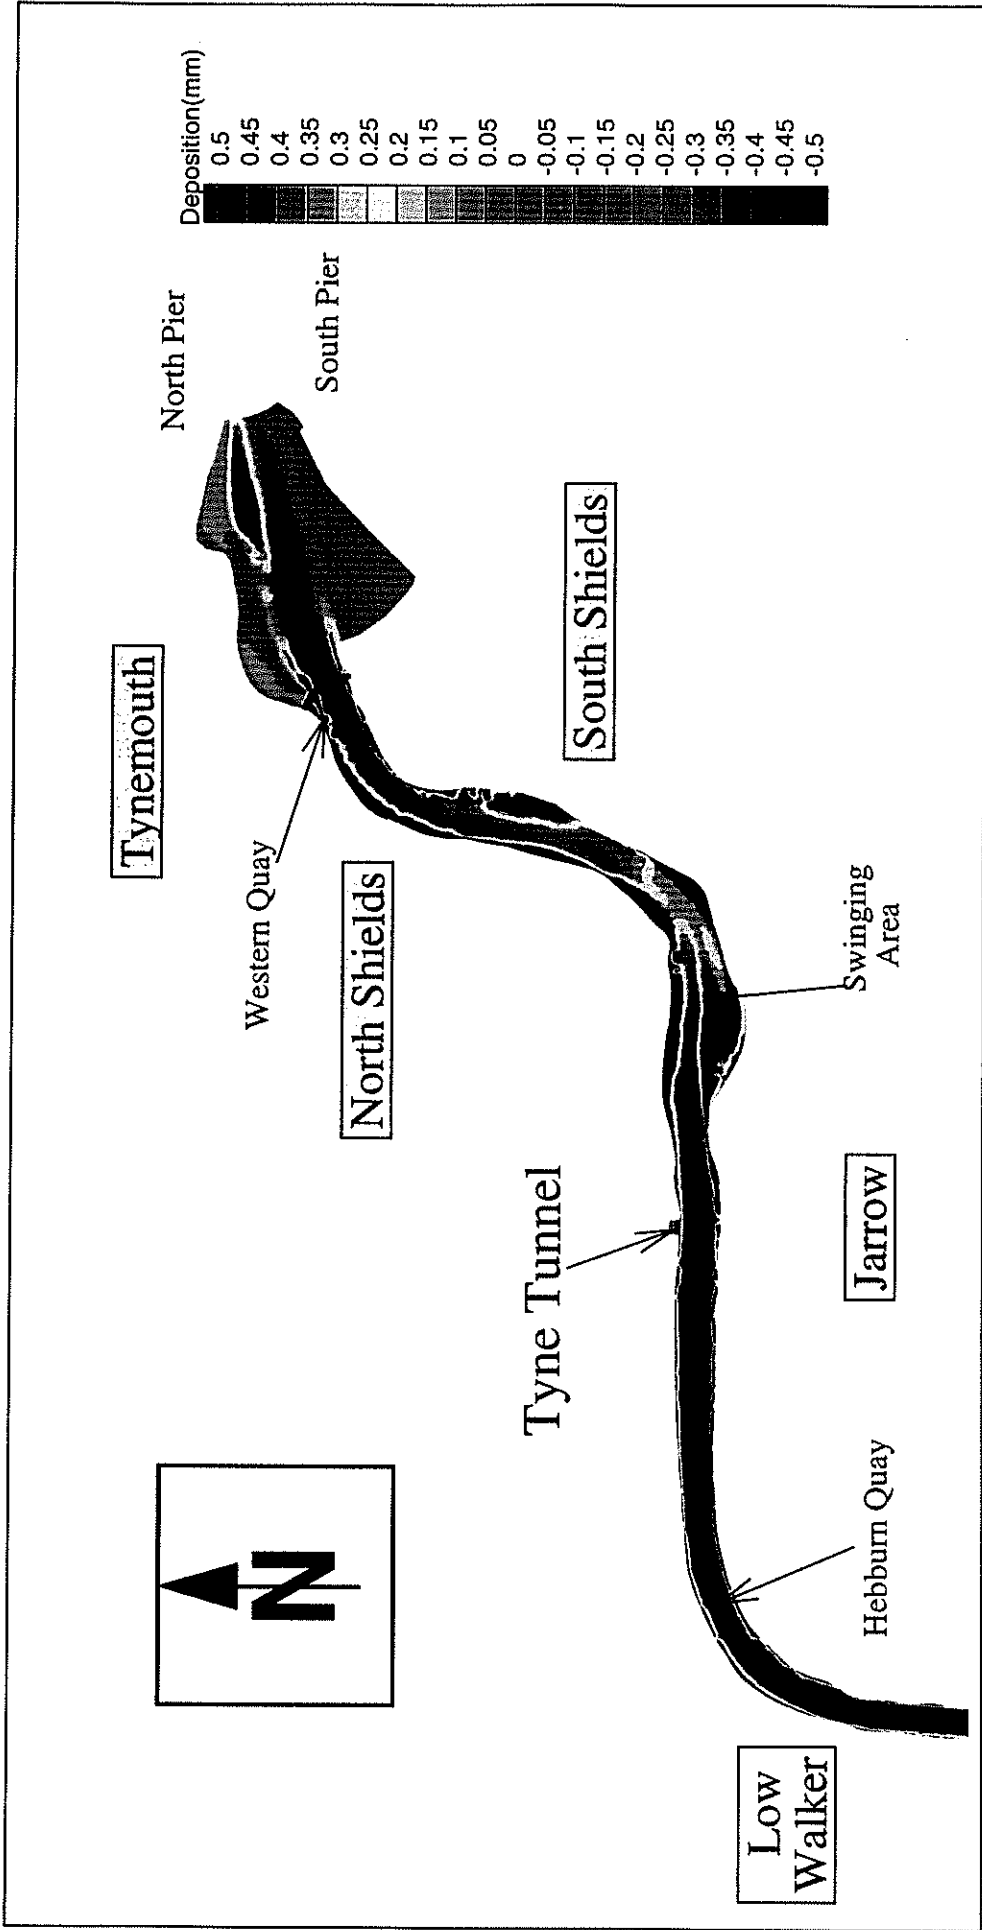 Deposition(mm)
0.5
0.45
0.4
0.35
0.3
0.25
0.2
0.15
0.1
0.05
0
-0.05
-0.1
-0.15
-0.2
-0.25
-0.3
-0.35
-0.4
-0.45
-0.5
North Pier
South Pier
Tynemouth
Western Quay
North Shields
South Shields
Swinging
Area
Tyne Tunnel
Jarrow
N
Hebburn Quay
Low
Walker